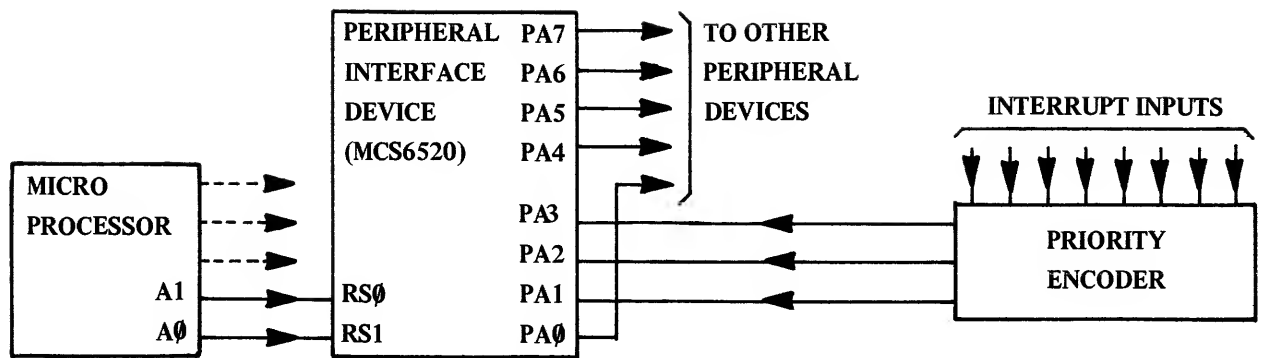 PERIPHERAL
INTERFACE
DEVICE
(MCS6520)
PA7
PA6
PA5
PA4
PA3
PA2
PA1
PAØ
RSØ
RS1
TO OTHER
PERIPHERAL
DEVICES
MICRO
PROCESSOR
A1
AØ
INTERRUPT INPUTS
PRIORITY
ENCODER